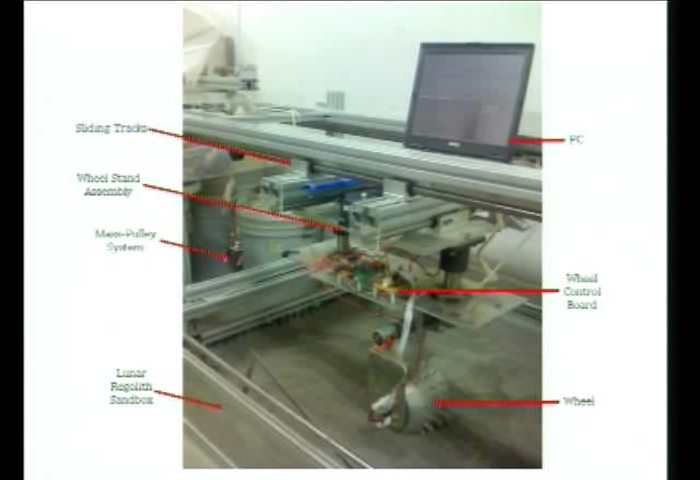 Sliding Tracks
Wheel Stand
Assembly
Mass-Pulley
System
Lunar
Regolith
Sandbox
PC
Wheel
Control
Board
Wheel